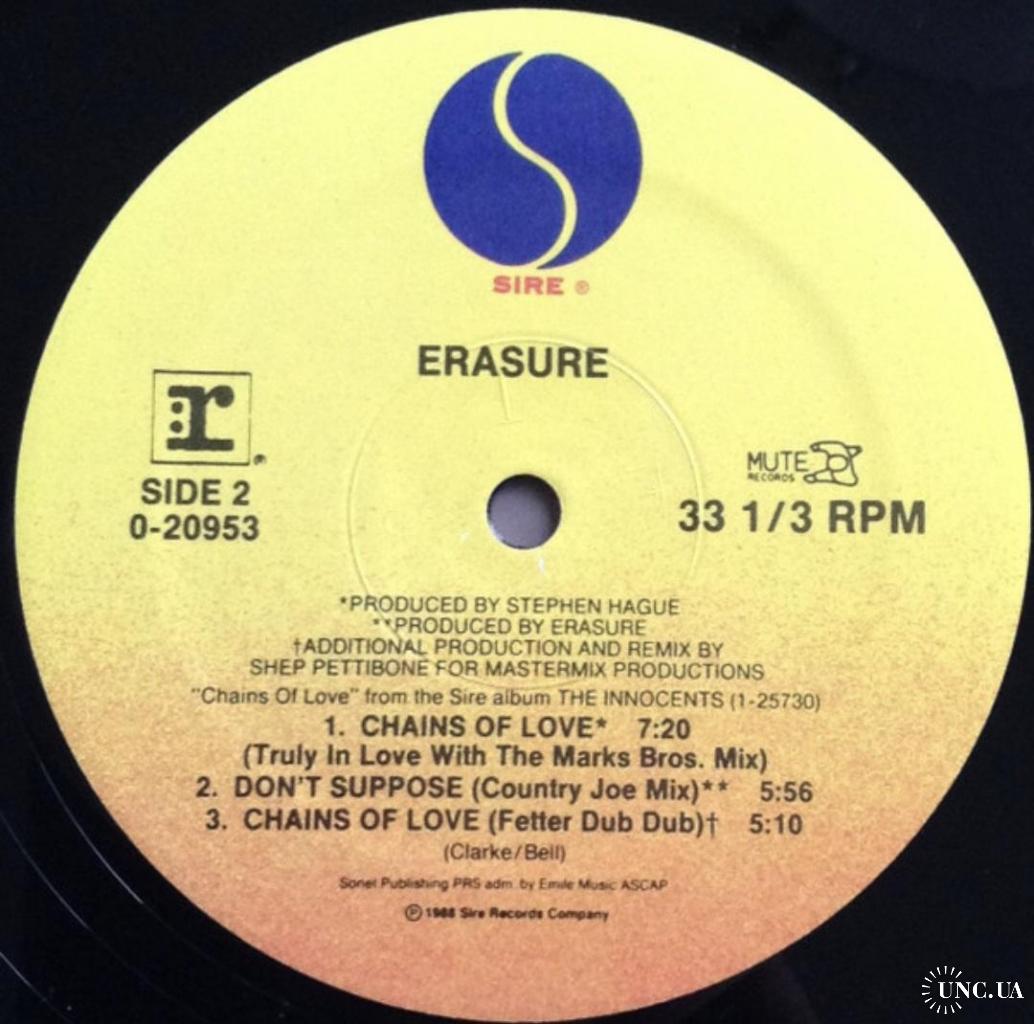 SIRE ®
ERASURE
r
SIDE 2
0-20953
MUTE
RECORDS
33 1/3 RPM
*PRODUCED BY STEPHEN HAGUE
**PRODUCED BY ERASURE
†ADDITIONAL PRODUCTION AND REMIX BY
SHEP PETTIBONE FOR MASTERMIX PRODUCTIONS
"Chains Of Love" from the Sire album THE INNOCENTS (1-25730)
1. CHAINS OF LOVE* 7:20
(Truly In Love With The Marks Bros. Mix)
2. DON'T SUPPOSE (Country Joe Mix)** 5:56
3. CHAINS OF LOVE (Fetter Dub Dub)† 5:10
(Clarke/Bell)
Sonet Publishing PRS adm. by Emile Music ASCAP
℗ 1988 Sire Records Company
UNC.UA